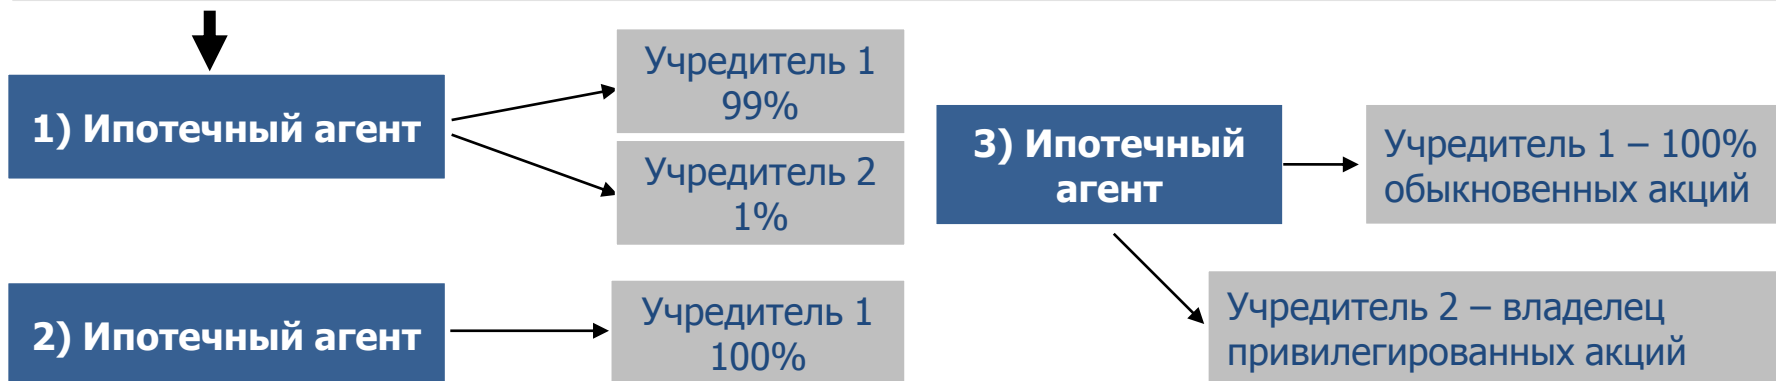 1) Ипотечный агент
Учредитель 1
99%
Учредитель 2
1%
2) Ипотечный агент
Учредитель 1
100%
3) Ипотечный
агент
Учредитель 1 – 100%
обыкновенных акций
Учредитель 2 – владелец
привилегированных акций